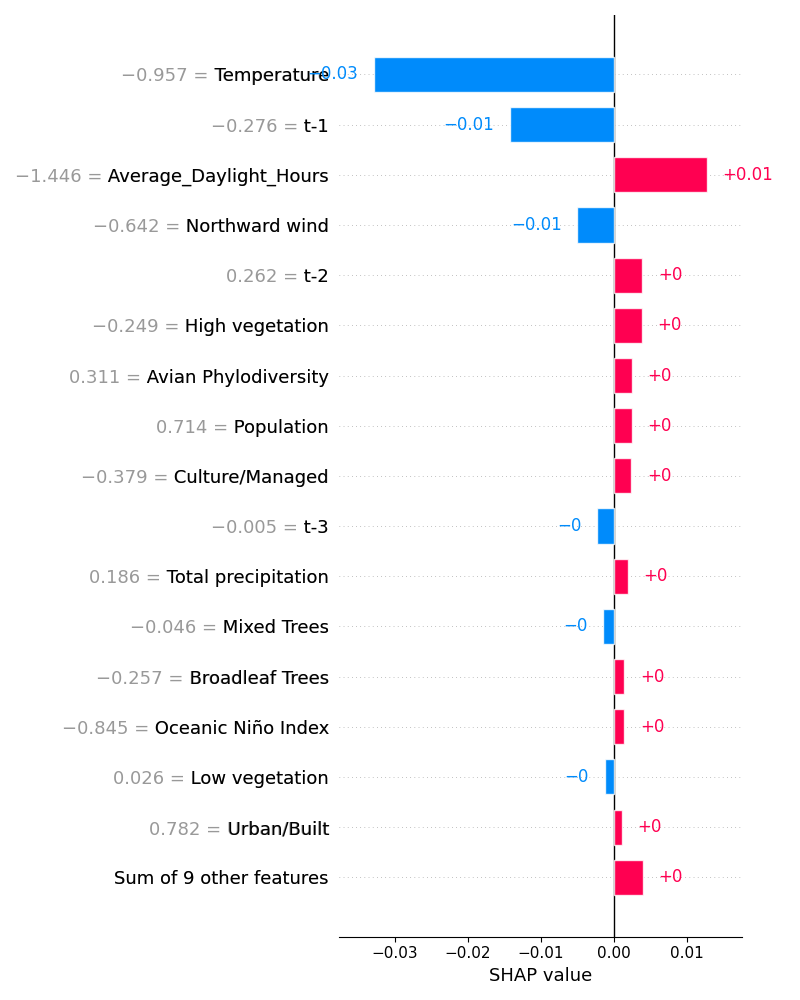 −0.957 = Temperature −0.03
−0.276 = t-1 −0.01
−1.446 = Average_Daylight_Hours +0.01
−0.642 = Northward wind −0.01
0.262 = t-2 +0
−0.249 = High vegetation +0
0.311 = Avian Phylodiversity +0
0.714 = Population +0
−0.379 = Culture/Managed +0
−0.005 = t-3 −0
0.186 = Total precipitation +0
−0.046 = Mixed Trees −0
−0.257 = Broadleaf Trees +0
−0.845 = Oceanic Niño Index +0
0.026 = Low vegetation −0
0.782 = Urban/Built +0
Sum of 9 other features +0
−0.03 −0.02 −0.01 0.00 0.01
SHAP value